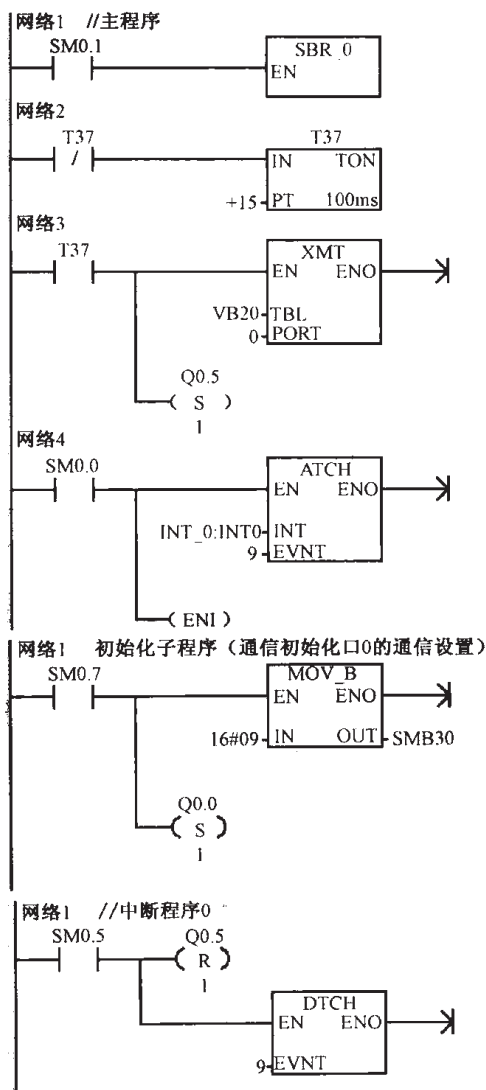 网络1 //主程序
SM0.1
SBR_0
EN
网络2
T37
/
T37
IN TON
+15 PT 100ms
网络3
T37
XMT
EN ENO
VB20 TBL
0 PORT
Q0.5
( S )
1
网络4
SM0.0
ATCH
EN ENO
INT_0:INT0 INT
9 EVNT
( ENI )
网络1 初始化子程序（通信初始化口0的通信设置）
SM0.7
MOV_B
EN ENO
16#09 IN OUT SMB30
Q0.0
( S )
1
网络1 //中断程序0
SM0.5
Q0.5
( R )
1
DTCH
EN ENO
9 EVNT